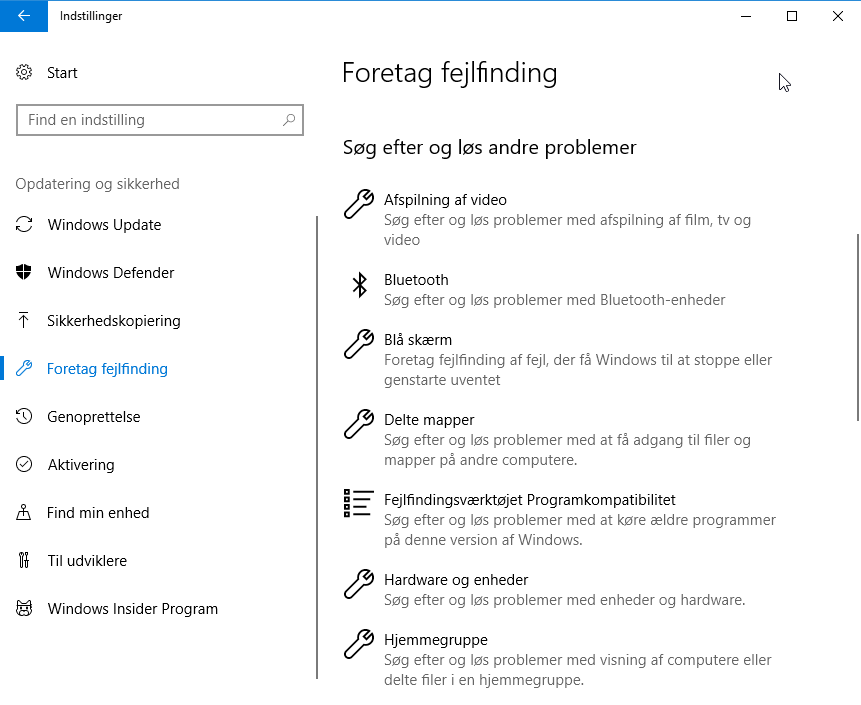 Indstillinger
Start
Find en indstilling
Opdatering og sikkerhed
Windows Update
Windows Defender
Sikkerhedskopiering
Foretag fejlfinding
Genoprettelse
Aktivering
Find min enhed
Til udviklere
Windows Insider Program
Foretag fejlfinding
Søg efter og løs andre problemer
Afspilning af video
Søg efter og løs problemer med afspilning af film, tv og
video
Bluetooth
Søg efter og løs problemer med Bluetooth-enheder
Blå skærm
Foretag fejlfinding af fejl, der få Windows til at stoppe eller
genstarte uventet
Delte mapper
Søg efter og løs problemer med at få adgang til filer og
mapper på andre computere.
Fejlfindingsværktøjet Programkompatibilitet
Søg efter og løs problemer med at køre ældre programmer
på denne version af Windows.
Hardware og enheder
Søg efter og løs problemer med enheder og hardware.
Hjemmegruppe
Søg efter og løs problemer med visning af computere eller
delte filer i en hjemmegruppe.